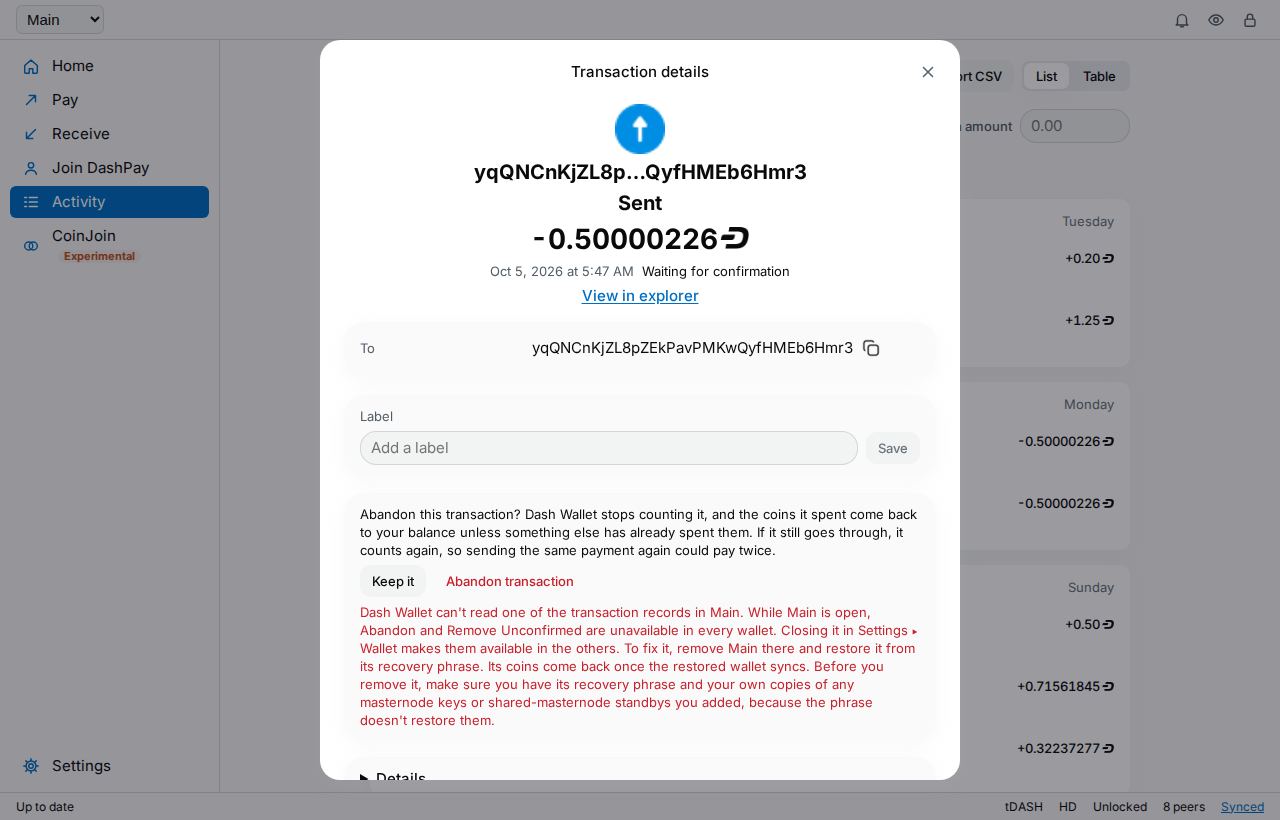 Main
Home
Pay
Receive
Join DashPay
Activity
CoinJoin
Experimental
Settings
Transaction details
yqQNCnKjZL8p...QyfHMEb6Hmr3
Sent
-0.50000226
Oct 5, 2026 at 5:47 AM Waiting for confirmation
View in explorer
To yqQNCnKjZL8pZEkPavPMKwQyfHMEb6Hmr3
Label
Add a label
Save
Abandon this transaction? Dash Wallet stops counting it, and the coins it spent come back
to your balance unless something else has already spent them. If it still goes through, it
counts again, so sending the same payment again could pay twice.
Keep it Abandon transaction
Dash Wallet can't read one of the transaction records in Main. While Main is open,
Abandon and Remove Unconfirmed are unavailable in every wallet. Closing it in Settings ▸
Wallet makes them available in the others. To fix it, remove Main there and restore it from
its recovery phrase. Its coins come back once the restored wallet syncs. Before you
remove it, make sure you have its recovery phrase and your own copies of any
masternode keys or shared-masternode standbys you added, because the phrase
doesn't restore them.
Details
CSV
List
Table
amount
0.00
Tuesday
+0.20
+1.25
Monday
-0.50000226
-0.50000226
Sunday
+0.50
+0.71561845
+0.32237277
Up to date
tDASH HD Unlocked 8 peers Synced